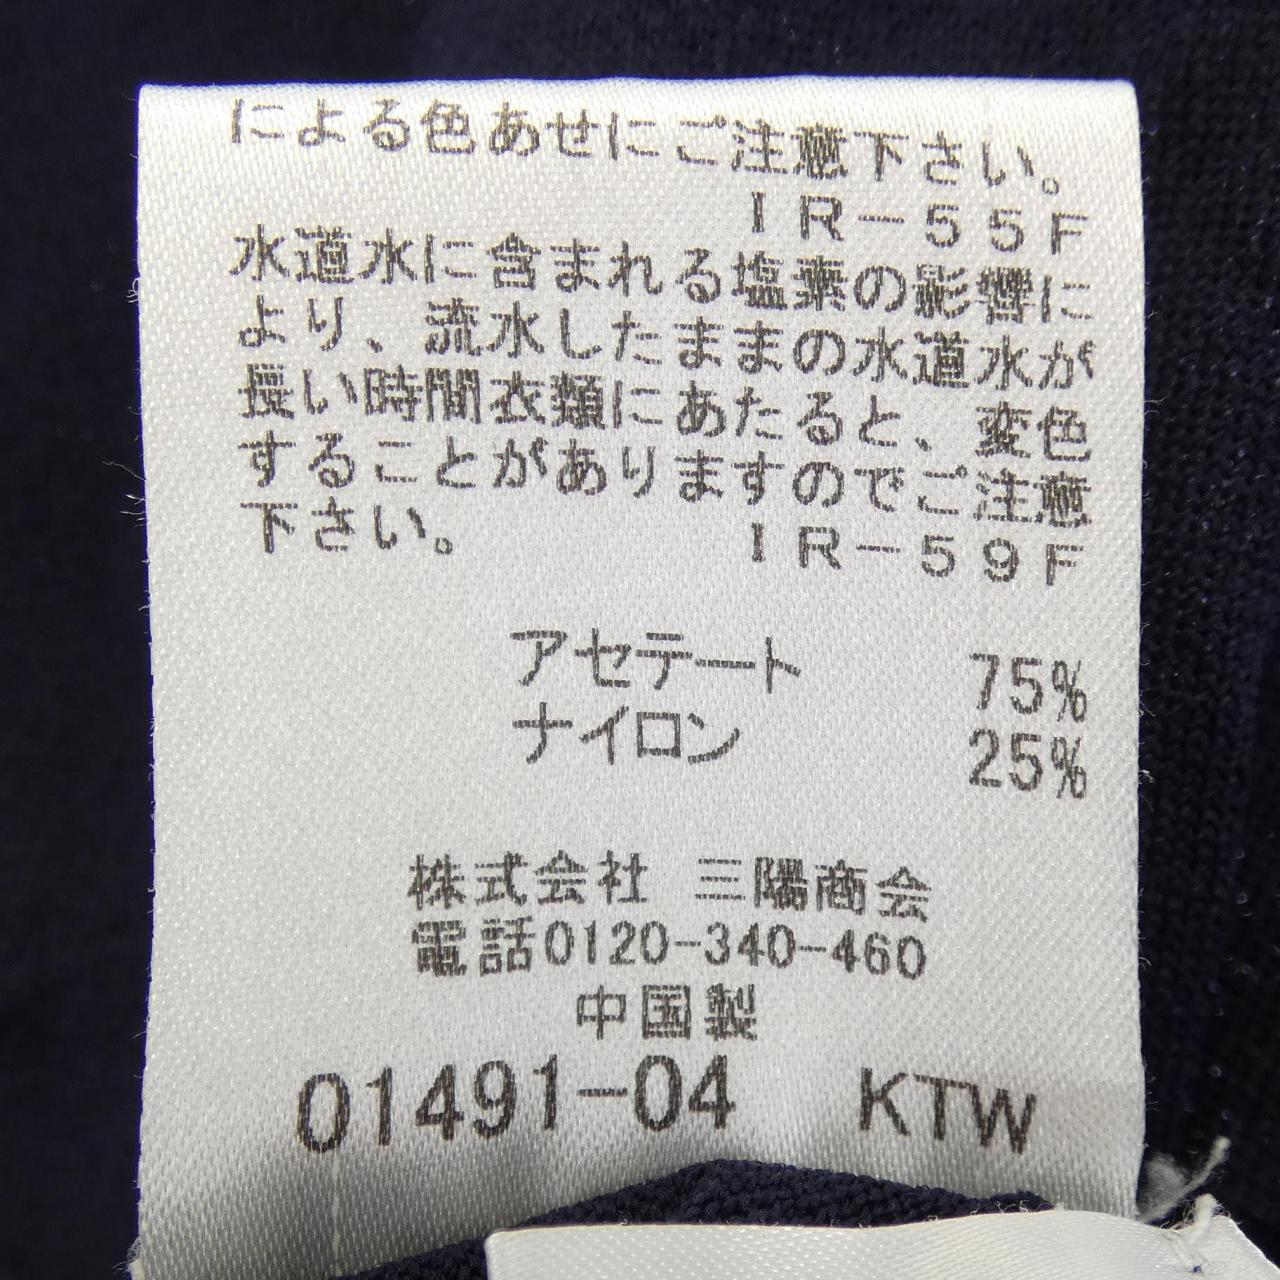 による色あせにご注意下さい。
IR-55F
水道水に含まれる塩素の影響に
より、流水したままの水道水が
長い時間衣類にあたると、変色
することがありますのでご注意
下さい。 IR-59F
アセテート 75%
ナイロン 25%
株式会社 三陽商会
電話0120-340-460
中国製
01491-04 KTW